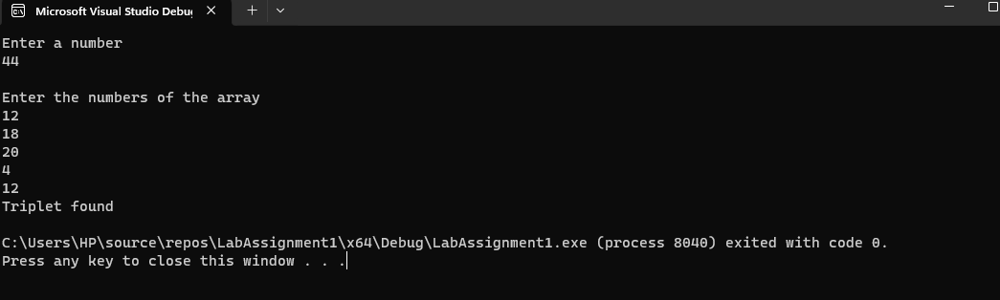 Microsoft Visual Studio Debug
Enter a number
44
Enter the numbers of the array
12
18
20
4
12
Triplet found
C:\Users\HP\source\repos\LabAssignment1\x64\Debug\LabAssignment1.exe (process 8040) exited with code 0.
Press any key to close this window . . .